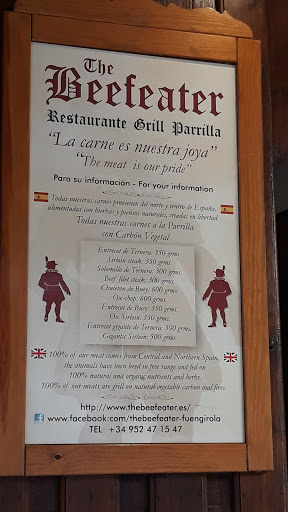 The
Beefeater
Restaurante Grill Parrilla
"La carne es nuestra joya"
"The meat is our pride"
Para su información - For your information
Todas nuestras carnes provienen del norte y centro de España,
alimentadas con hierbas y piensos naturales, criadas en libertad
Todas nuestras carnes a la Parrilla
con Carbón Vegetal
Entrecot de Ternera: 350 grms.
Sirloin steak: 350 grms.
Solomillo de Ternera: 300 grms.
Beef filet steak: 300 grms.
Chuleton de Buey: 600 grms.
Ox-chop: 600 grms.
Entrecot de Buey: 350 grms.
Ox Sirloin: 350 grms.
Entrecot gigante de Ternera: 500 grms.
Gigantic Sirloin: 500 grms.
100% of our meat comes from Central and Northern Spain,
the animals have been bred in free range and fed on
100% natural and organic nutrients and herbs.
100% of our meats are grill on natural vegetable carbon coal fires.
http://www.thebeefeater.es/
www.facebook.com/thebeefeater-fuengirola
TEL: +34 952 47 15 47